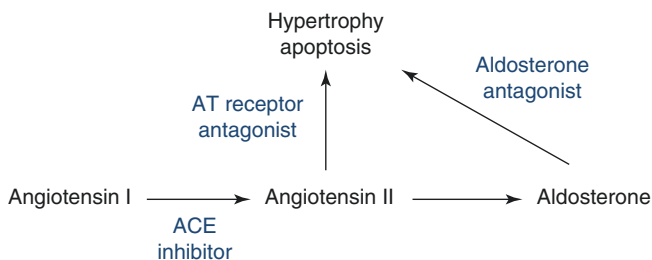 Hypertrophy
apoptosis
Aldosterone
antagonist
AT receptor
antagonist
Angiotensin I
Angiotensin II
Aldosterone
ACE
inhibitor